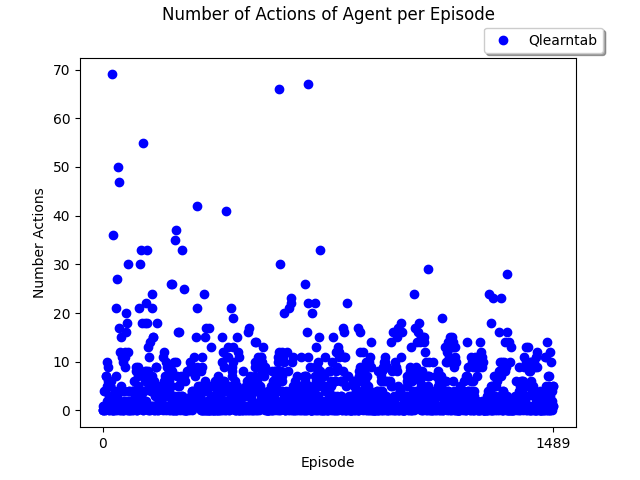 Number of Actions of Agent per Episode
Qlearntab
70
60
50
40
30
20
10
0
Number Actions
0 1489
Episode